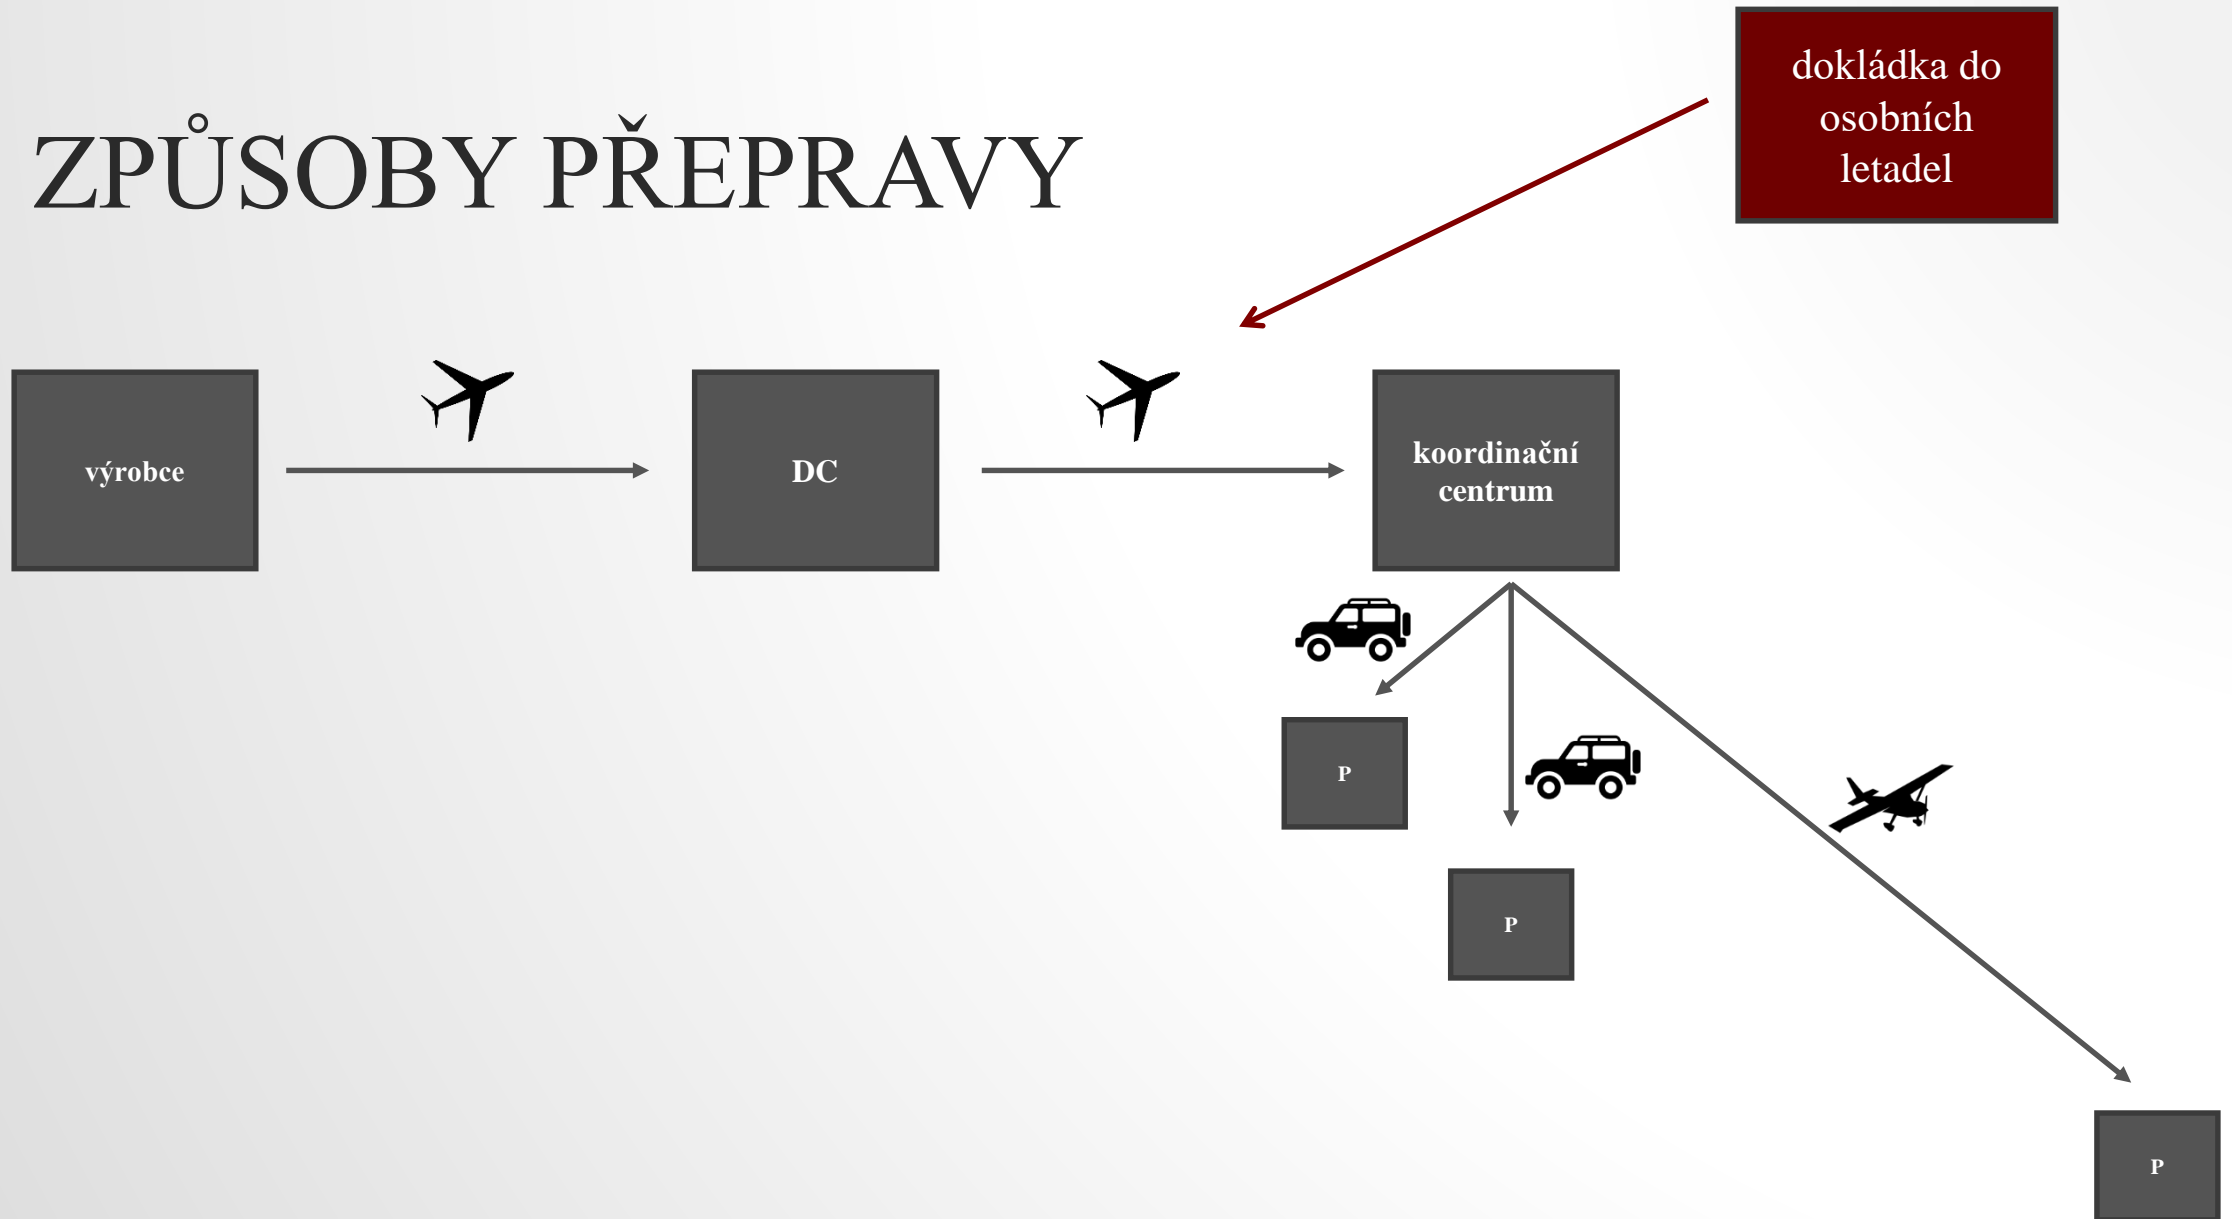 dokládka do
osobních
letadel
ZPŮSOBY PŘEPRAVY
výrobce
DC
koordinační
centrum
P
P
P